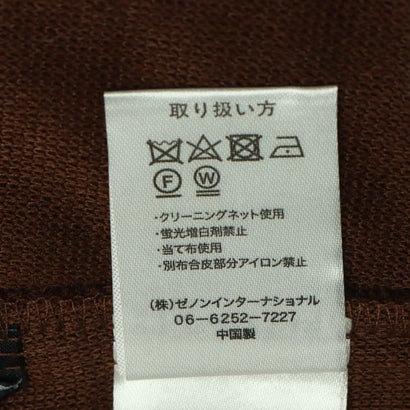 取り扱い方
F W
・クリーニングネット使用
・蛍光増白剤禁止
・当て布使用
・別布合皮部分アイロン禁止
(株)ゼノンインターナショナル
06-6252-7227
中国製